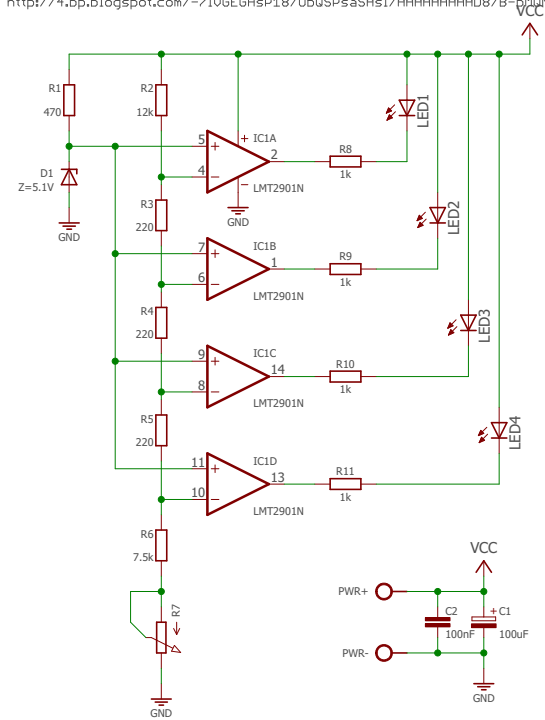 VCC
R1
470
R2
12k
LED1
5
+
+
IC1A
2
R8
1k
4
−
−
LMT2901N
D1
Z=5.1V
GND
R3
220
GND
LED2
7
+
IC1B
1
R9
1k
6
−
LMT2901N
R4
220
LED3
9
+
IC1C
14
R10
1k
8
−
LMT2901N
R5
220
LED4
11
+
IC1D
13
R11
1k
10
−
LMT2901N
R6
7.5k
VCC
R7
PWR+
C2
100nF
+
C1
100uF
PWR-
GND
GND